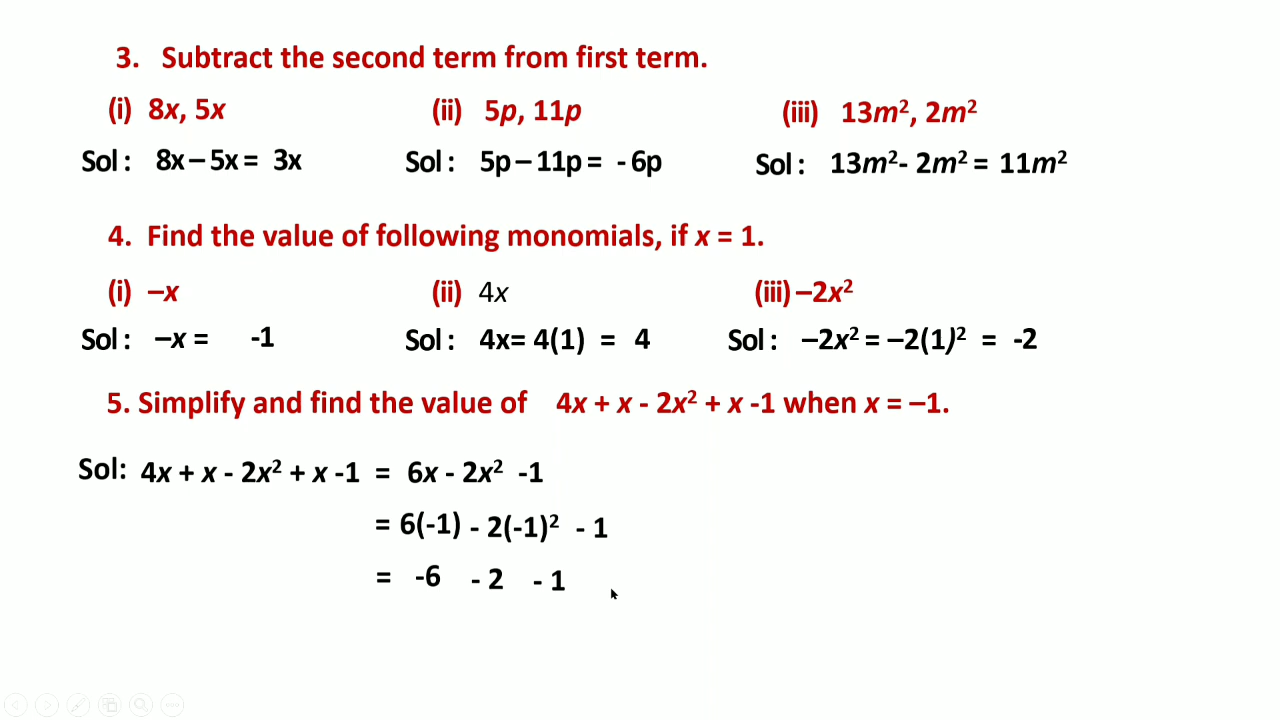 3. Subtract the second term from first term.
(i) 8x, 5x (ii) 5p, 11p (iii) 13m², 2m²
Sol : 8x – 5x = 3x Sol : 5p – 11p = - 6p Sol : 13m² - 2m² = 11m²
4. Find the value of following monomials, if x = 1.
(i) –x (ii) 4x (iii) –2x²
Sol : –x = -1 Sol : 4x= 4(1) = 4 Sol : –2x² = –2(1)² = -2
5. Simplify and find the value of 4x + x - 2x² + x -1 when x = –1.
Sol: 4x + x - 2x² + x -1 = 6x - 2x² -1
= 6(-1) - 2(-1)² - 1
= -6 - 2 - 1